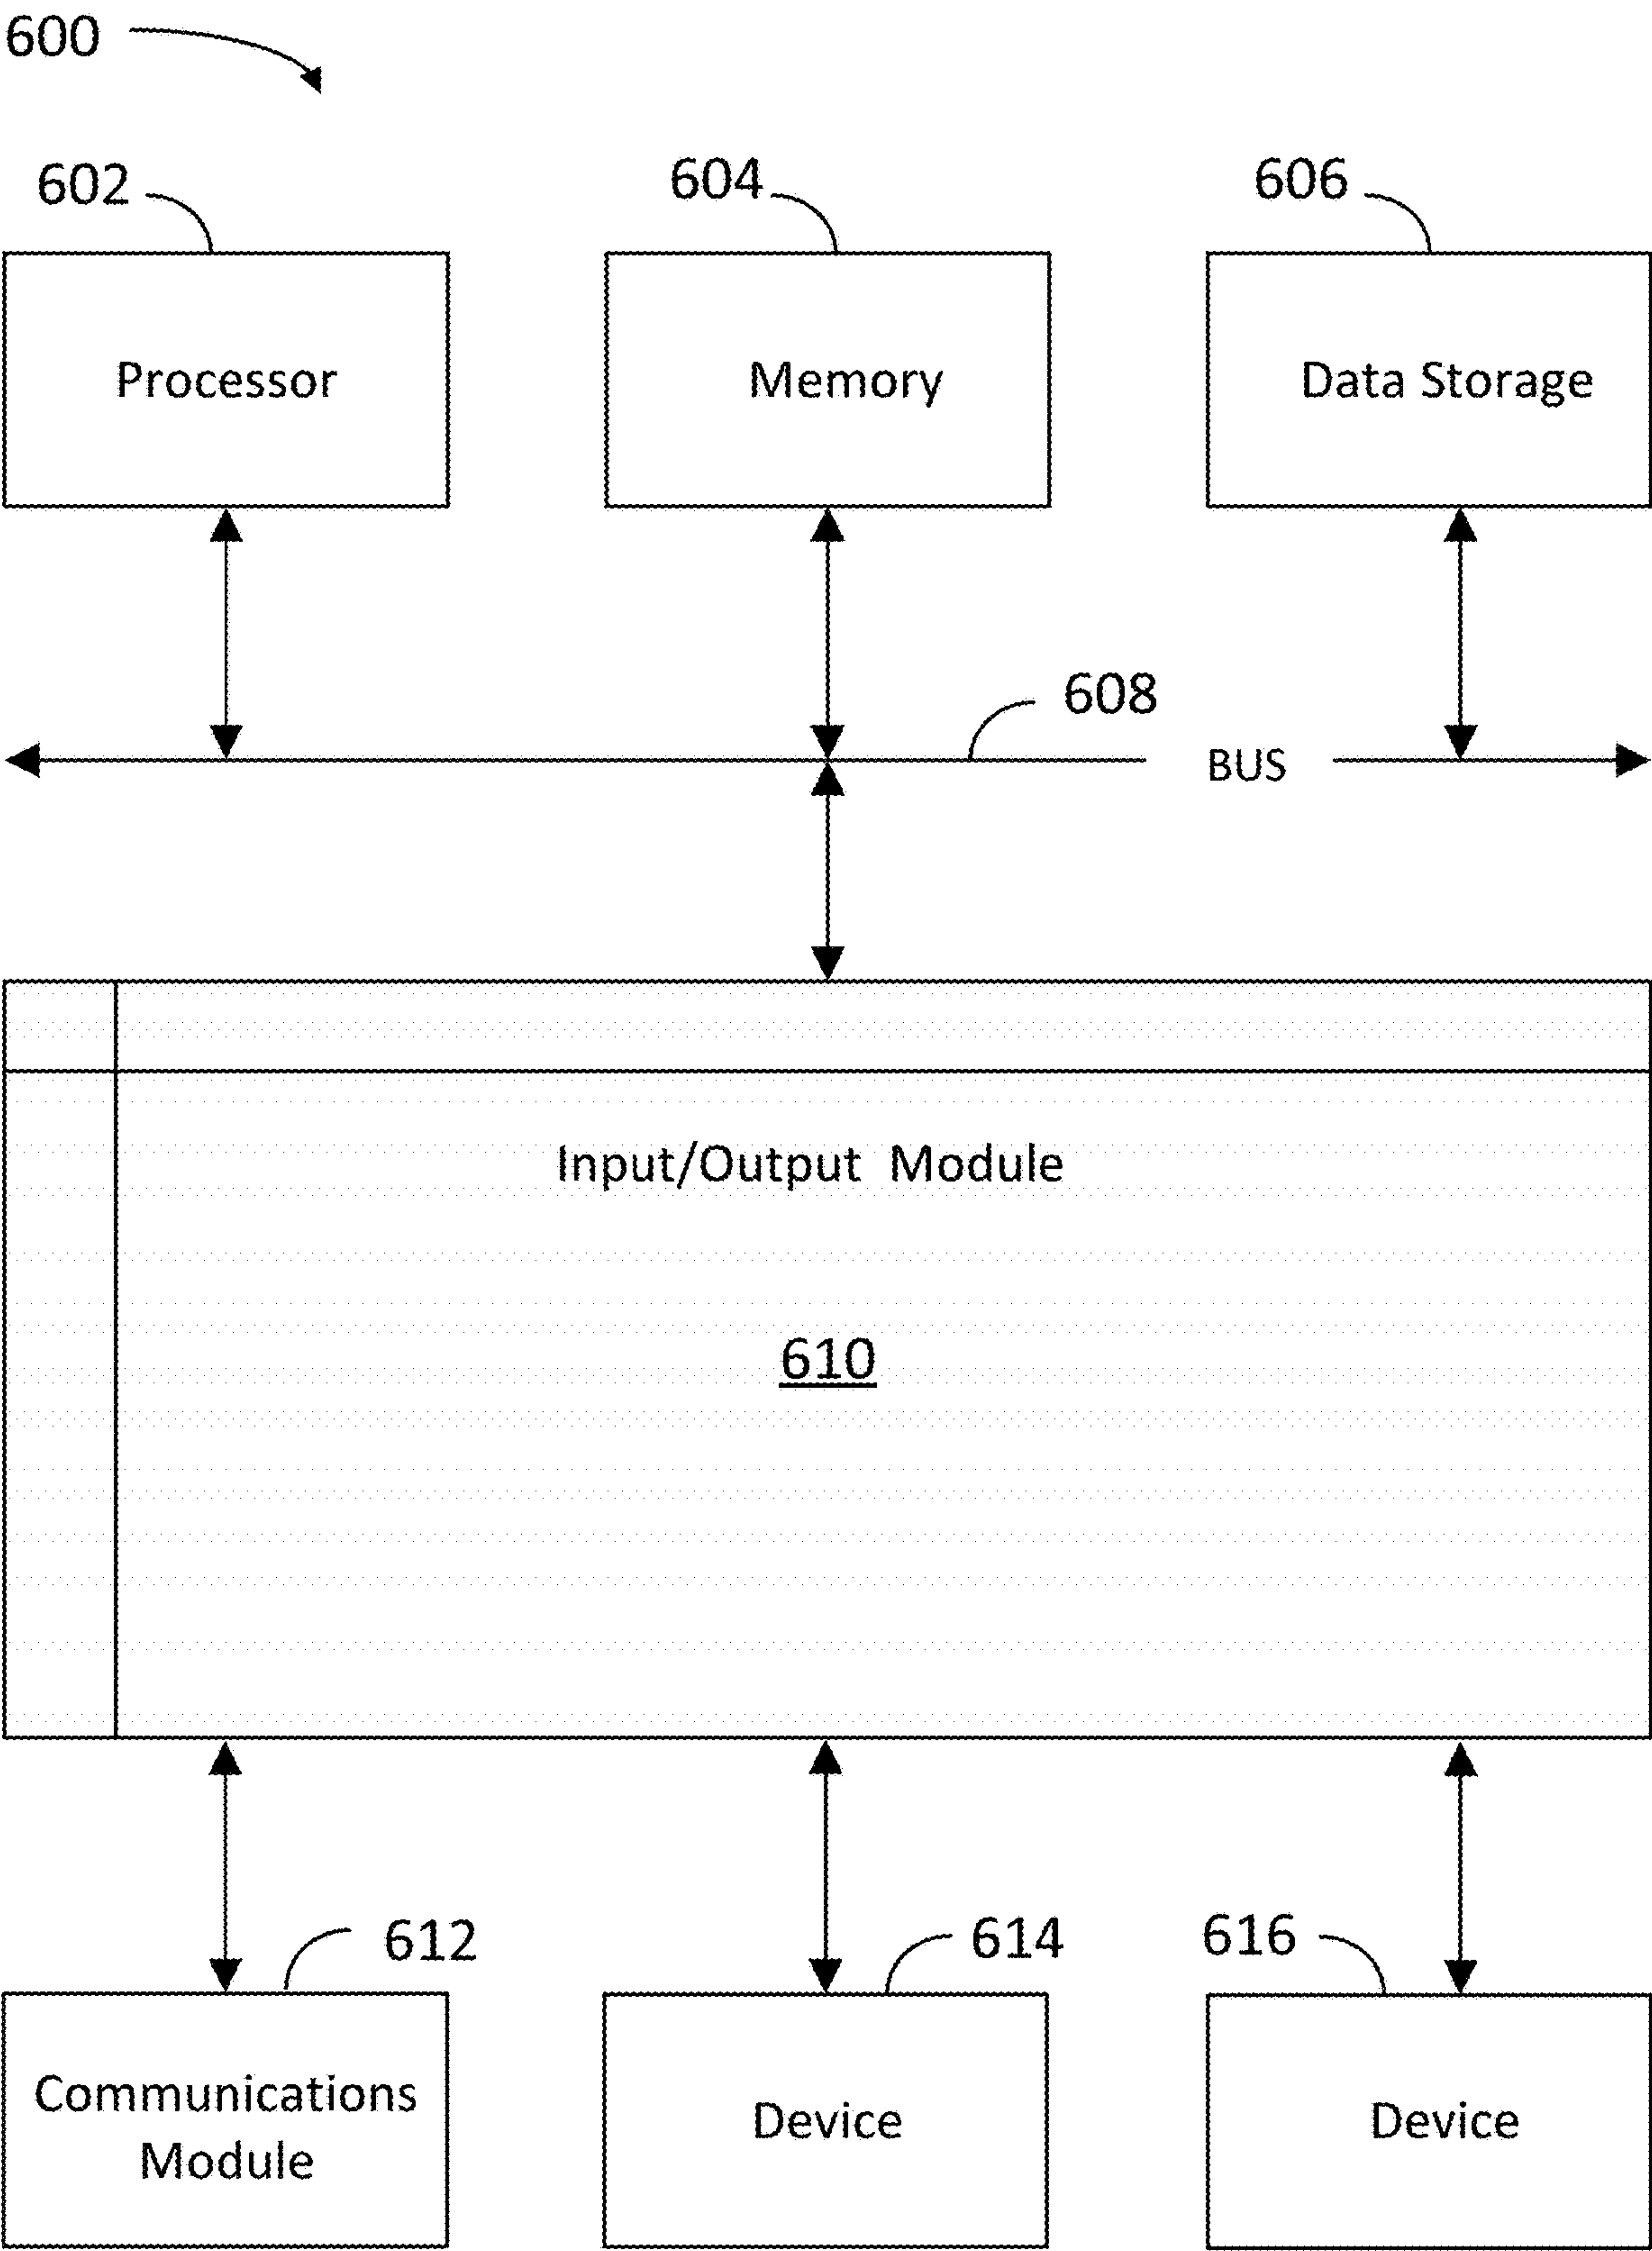 600
602
604
606
Processor
Memory
Data Storage
608
BUS
Input/Output Module
610
612
614
616
Communications
Module
Device
Device